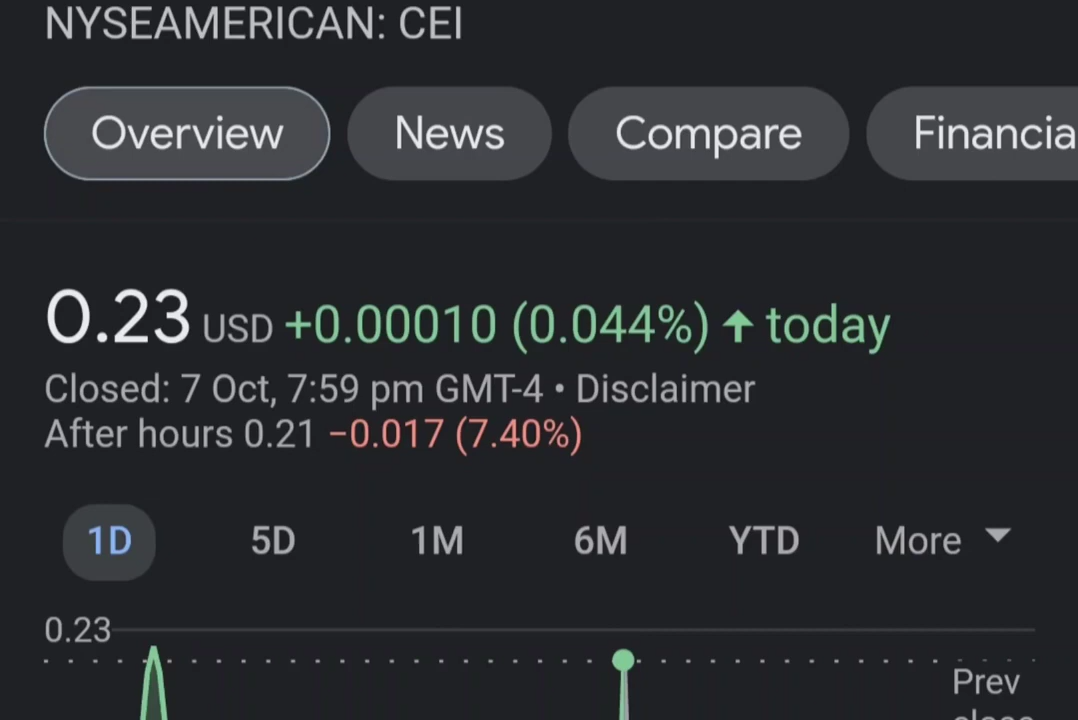 NYSEAMERICAN: CEI
Overview News Compare Financia
0.23 USD +0.00010 (0.044%) ↑ today
Closed: 7 Oct, 7:59 pm GMT-4 • Disclaimer
After hours 0.21 −0.017 (7.40%)
1D 5D 1M 6M YTD More
0.23
Prev
close